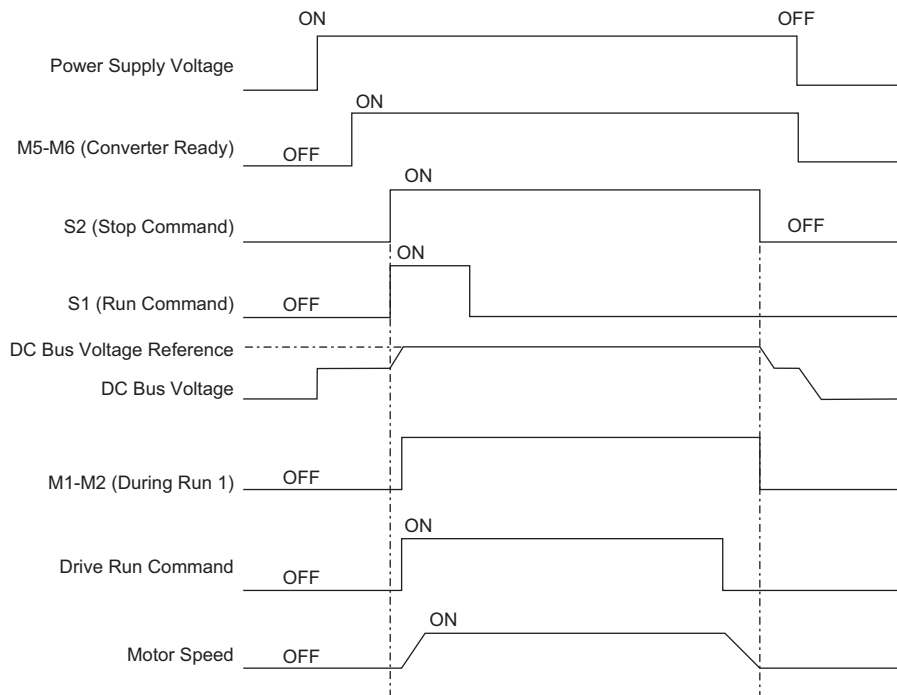 ON OFF
Power Supply Voltage
ON
M5-M6 (Converter Ready) OFF
ON
S2 (Stop Command) OFF
ON
S1 (Run Command) OFF
DC Bus Voltage Reference
DC Bus Voltage
M1-M2 (During Run 1) OFF
ON
Drive Run Command OFF
ON
Motor Speed OFF